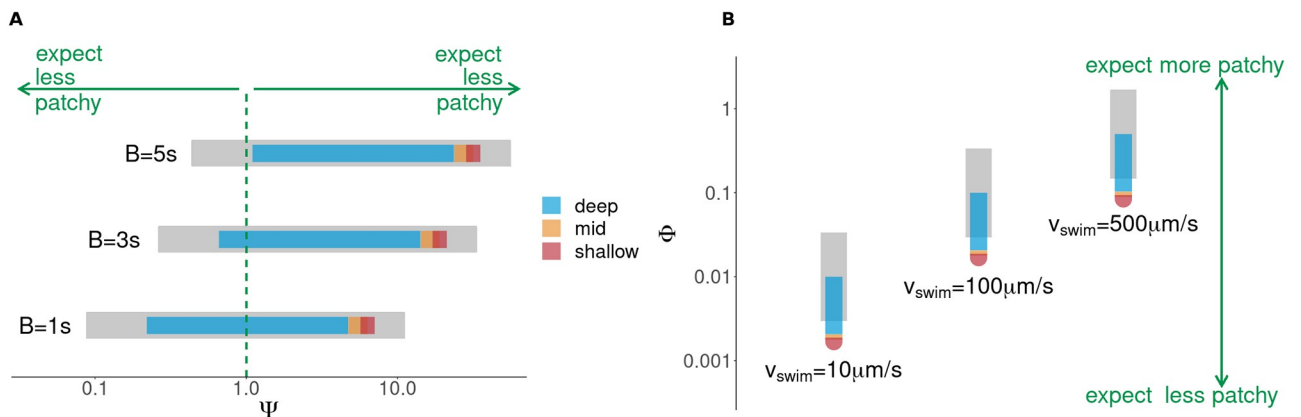 A
expect
less
patchy
expect
less
patchy
B=5s
B=3s
B=1s
0.1
1.0
10.0
Ψ
deep
mid
shallow
B
expect more patchy
1
0.1
0.01
0.001
Φ
vswim=500μm/s
vswim=100μm/s
vswim=10μm/s
expect less patchy